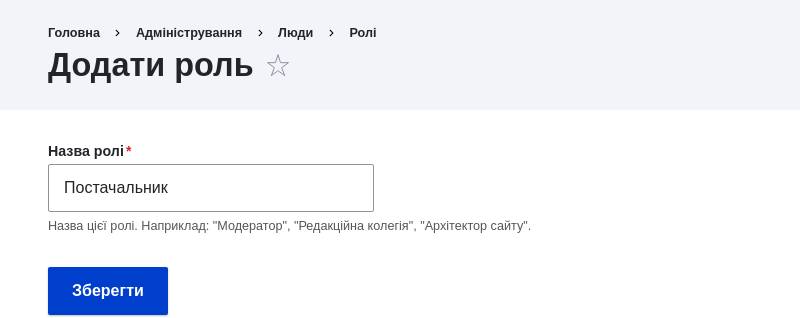 Головна › Адміністрування › Люди › Ролі
Додати роль ☆
Назва ролі*
Постачальник
Назва цієї ролі. Наприклад: "Модератор", "Редакційна колегія", "Архітектор сайту".
Зберегти